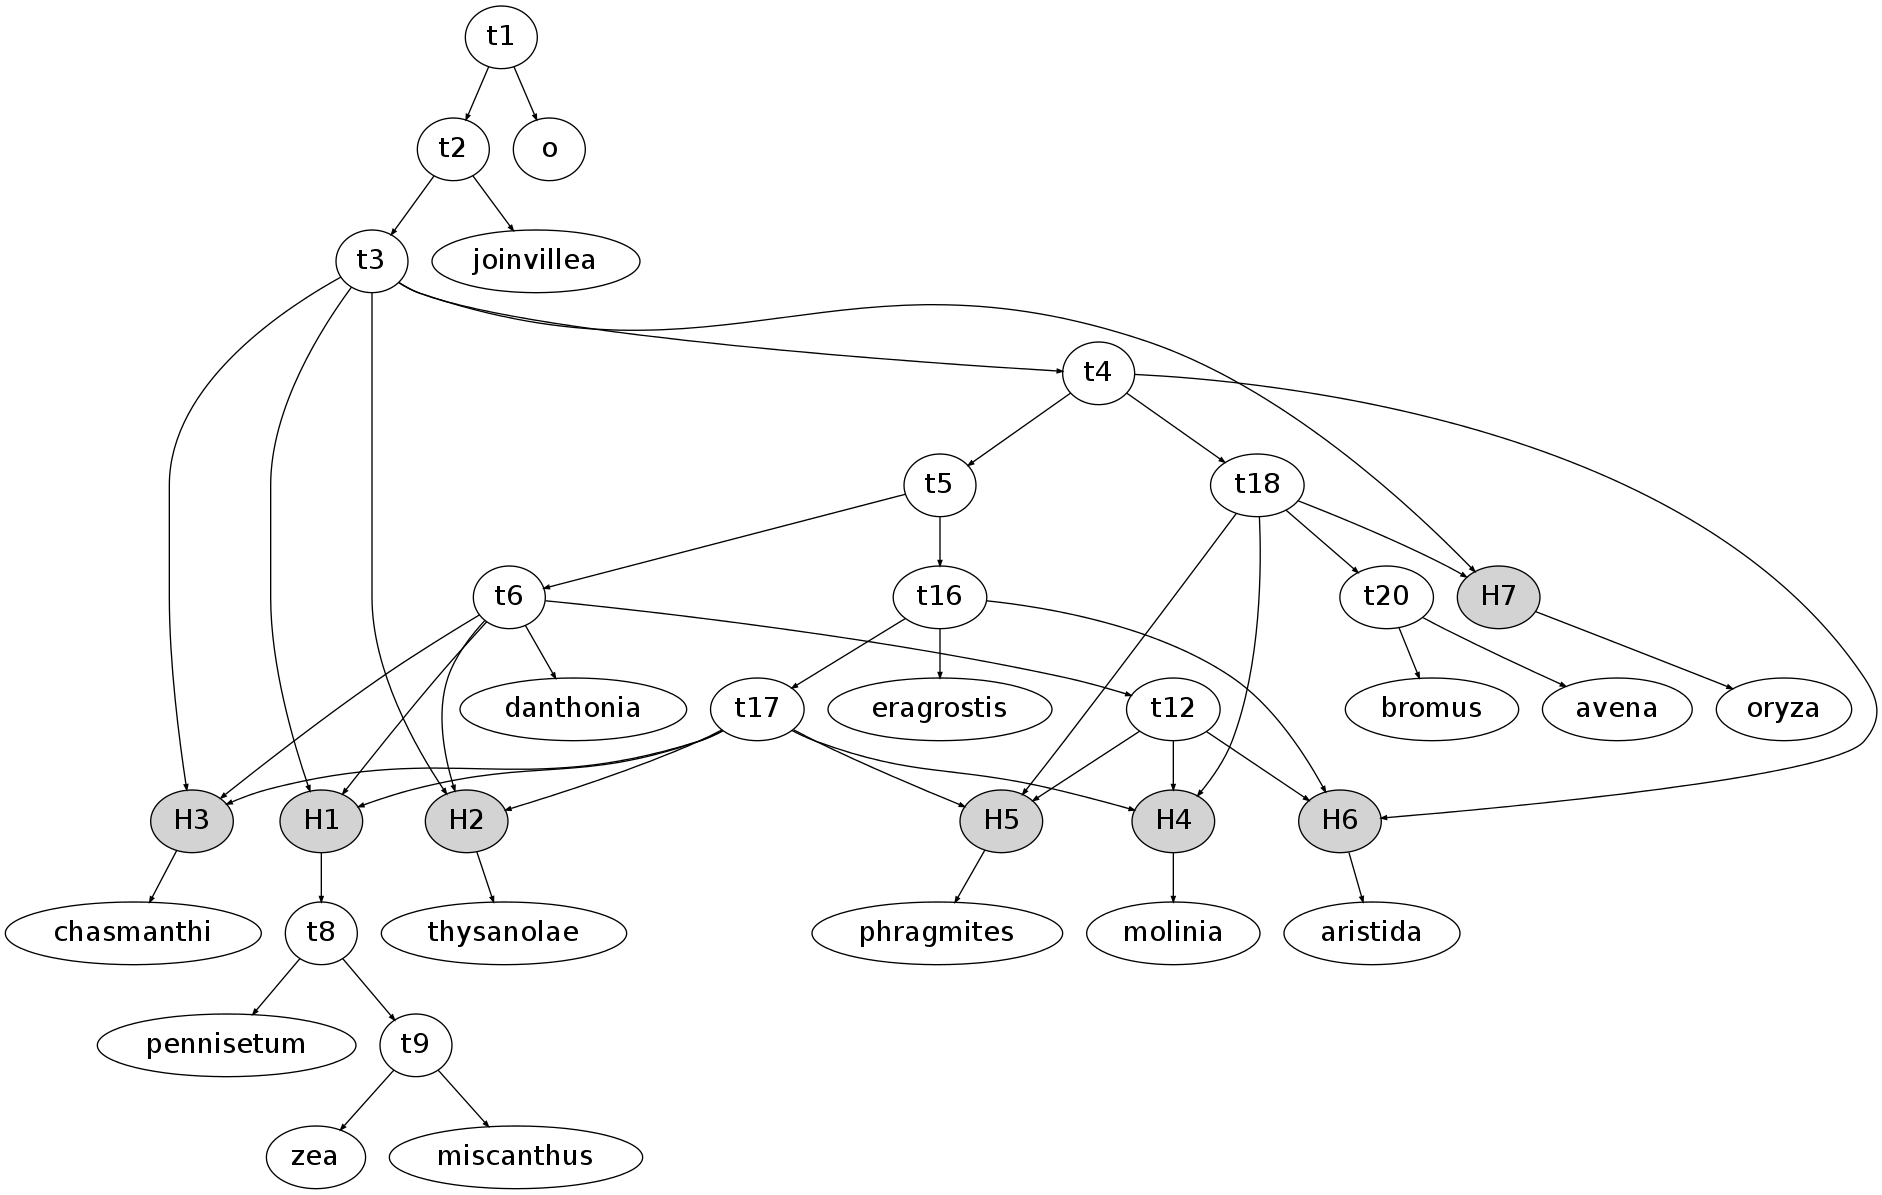 t1
t2
o
t3
joinvillea
t4
t5
t18
t6
t16
t20
H7
danthonia
t17
eragrostis
t12
bromus
avena
oryza
H3
H1
H2
H5
H4
H6
chasmanthi
t8
thysanolae
phragmites
molinia
aristida
pennisetum
t9
zea
miscanthus